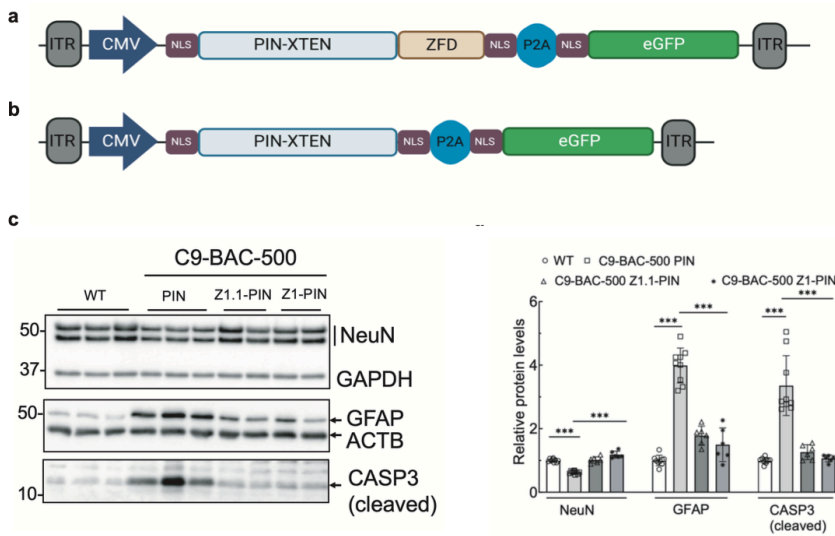 a
ITR CMV NLS PIN-XTEN ZFD NLS P2A NLS eGFP ITR
b
ITR CMV NLS PIN-XTEN NLS P2A NLS eGFP ITR
c
C9-BAC-500
WT PIN Z1.1-PIN Z1-PIN
50
NeuN
37
GAPDH
50
GFAP
ACTB
CASP3
(cleaved)
10
WT C9-BAC-500 PIN
C9-BAC-500 Z1.1-PIN C9-BAC-500 Z1-PIN
Relative protein levels
6
4
2
0
*** ***
*** ***
*** ***
NeuN GFAP CASP3
(cleaved)